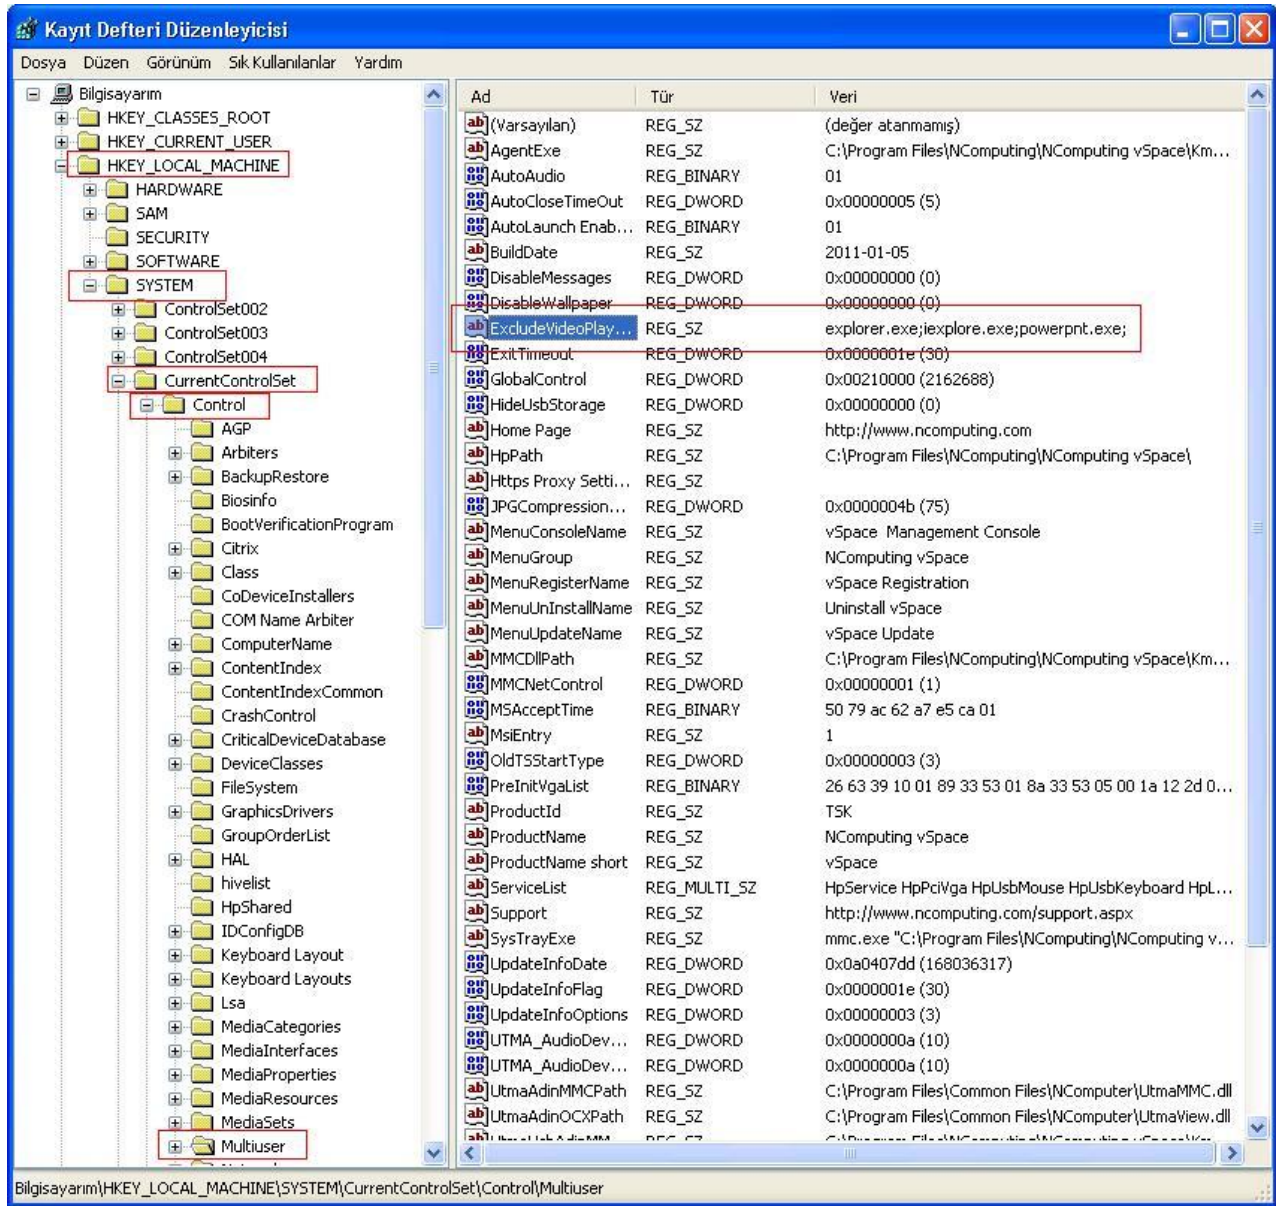 Kayıt Defteri Düzenleyicisi
Dosya Düzen Görünüm Sık Kullanılanlar Yardım
Bilgisayarım
HKEY_CLASSES_ROOT
HKEY_CURRENT_USER
HKEY_LOCAL_MACHINE
HARDWARE
SAM
SECURITY
SOFTWARE
SYSTEM
ControlSet002
ControlSet003
ControlSet004
CurrentControlSet
Control
AGP
Arbiters
BackupRestore
Biosinfo
BootVerificationProgram
Citrix
Class
CoDeviceInstallers
COM Name Arbiter
ComputerName
ContentIndex
ContentIndexCommon
CrashControl
CriticalDeviceDatabase
DeviceClasses
FileSystem
GraphicsDrivers
GroupOrderList
HAL
hivelist
HpShared
IDConfigDB
Keyboard Layout
Keyboard Layouts
Lsa
MediaCategories
MediaInterfaces
MediaProperties
MediaResources
MediaSets
Multiuser
Ad Tür Veri
(Varsayılan) REG_SZ (değer atanmamış)
AgentExe REG_SZ C:\Program Files\NComputing\NComputing vSpace\Km...
AutoAudio REG_BINARY 01
AutoCloseTimeOut REG_DWORD 0x00000005 (5)
AutoLaunch Enab... REG_BINARY 01
BuildDate REG_SZ 2011-01-05
DisableMessages REG_DWORD 0x00000000 (0)
DisableWallpaper REG_DWORD 0x00000000 (0)
ExcludeVideoPlay... REG_SZ explorer.exe;iexplore.exe;powerpnt.exe;
ExitTimeout REG_DWORD 0x0000001e (30)
GlobalControl REG_DWORD 0x00210000 (2162688)
HideUsbStorage REG_DWORD 0x00000000 (0)
Home Page REG_SZ http://www.ncomputing.com
HpPath REG_SZ C:\Program Files\NComputing\NComputing vSpace\
Https Proxy Setti... REG_SZ
JPGCompression... REG_DWORD 0x0000004b (75)
MenuConsoleName REG_SZ vSpace Management Console
MenuGroup REG_SZ NComputing vSpace
MenuRegisterName REG_SZ vSpace Registration
MenuUnInstallName REG_SZ Uninstall vSpace
MenuUpdateName REG_SZ vSpace Update
MMCDllPath REG_SZ C:\Program Files\NComputing\NComputing vSpace\Km...
MMCNetControl REG_DWORD 0x00000001 (1)
MSAcceptTime REG_BINARY 50 79 ac 62 a7 e5 ca 01
MsiEntry REG_SZ 1
OldTSStartType REG_DWORD 0x00000003 (3)
PreInitVgaList REG_BINARY 26 63 39 10 01 89 33 53 01 8a 33 53 05 00 1a 12 2d 0...
ProductId REG_SZ TSK
ProductName REG_SZ NComputing vSpace
ProductName short REG_SZ vSpace
ServiceList REG_MULTI_SZ HpService HpPciVga HpUsbMouse HpUsbKeyboard HpL...
Support REG_SZ http://www.ncomputing.com/support.aspx
SysTrayExe REG_SZ mmc.exe "C:\Program Files\NComputing\NComputing v...
UpdateInfoDate REG_DWORD 0x0a0407dd (168036317)
UpdateInfoFlag REG_DWORD 0x0000001e (30)
UpdateInfoOptions REG_DWORD 0x00000003 (3)
UTMA_AudioDev... REG_DWORD 0x0000000a (10)
UTMA_AudioDev... REG_DWORD 0x0000000a (10)
UtmaAdinMMCPath REG_SZ C:\Program Files\Common Files\NComputer\UtmaMMC.dll
UtmaAdinOCXPath REG_SZ C:\Program Files\Common Files\NComputer\UtmaView.dll
Bilgisayarım\HKEY_LOCAL_MACHINE\SYSTEM\CurrentControlSet\Control\Multiuser